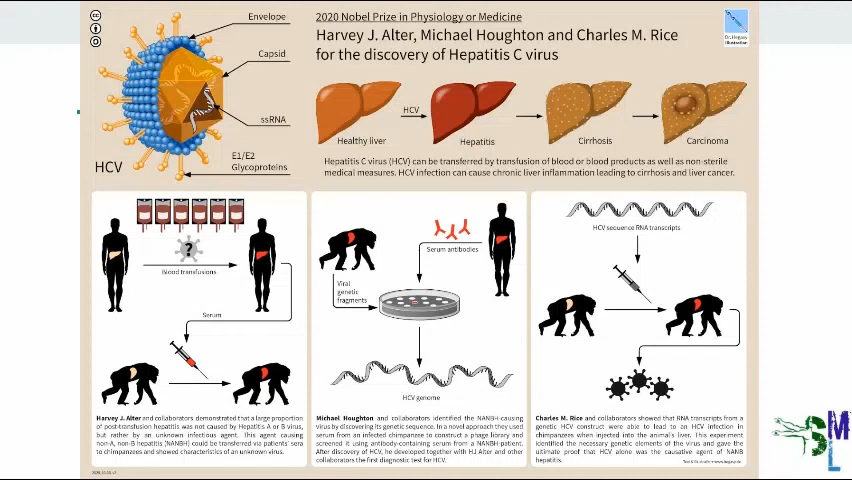 Envelope
Capsid
ssRNA
E1/E2
Glycoproteins
HCV
2020 Nobel Prize in Physiology or Medicine
Harvey J. Alter, Michael Houghton and Charles M. Rice
for the discovery of Hepatitis C virus
Dr. Hegasy
Illustration
HCV
Healthy liver
Hepatitis
Cirrhosis
Carcinoma
Hepatitis C virus (HCV) can be transferred by transfusion of blood or blood products as well as non-sterile
medical measures. HCV infection can cause chronic liver inflammation leading to cirrhosis and liver cancer.
?
Blood transfusions
Serum
Harvey J. Alter and collaborators demonstrated that a large proportion
of post-transfusion hepatitis was not caused by Hepatitis A or B virus,
but rather by an unknown infectious agent. This agent causing
non-A, non-B hepatitis (NANBH) could be transferred via patients' sera
to chimpanzees and showed characteristics of an unknown virus.
Serum antibodies
Viral
genetic
fragments
HCV genome
Michael Houghton and collaborators identified the NANBH-causing
virus by discovering its genetic sequence. In a novel approach they used
serum from an infected chimpanzee to construct a phage library and
screened it using antibody-containing serum from a NANBH-patient.
After discovery of HCV, he developed together with HJ Alter and other
collaborators the first diagnostic test for HCV.
HCV sequence RNA transcripts
Charles M. Rice and collaborators showed that RNA transcripts from a
genetic HCV construct were able to lead to an HCV infection in
chimpanzees when injected into the animal's liver. This experiment
identified the necessary genetic elements of the virus and gave the
ultimate proof that HCV alone was the causative agent of NANB
hepatitis.
SML